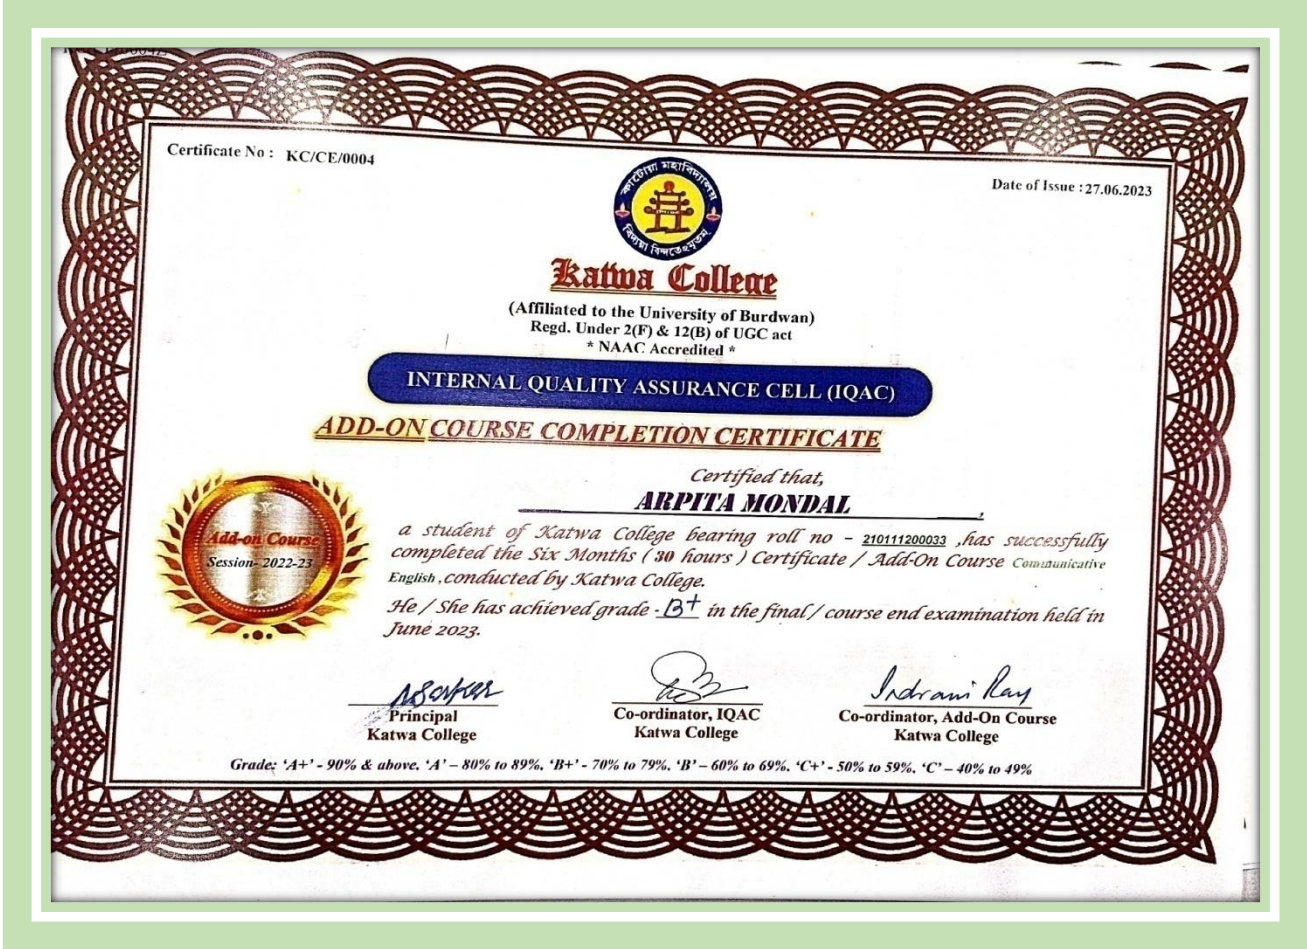 Certificate No : KC/CE/0004
Date of Issue : 27.06.2023
কাটোয়া মহাবিদ্যালয়
বিদ্যয়া বিন্দতেঽমৃতম্
Katwa College
(Affiliated to the University of Burdwan)
Regd. Under 2(F) & 12(B) of UGC act
* NAAC Accredited *
INTERNAL QUALITY ASSURANCE CELL (IQAC)
ADD-ON COURSE COMPLETION CERTIFICATE
Certified that,
ARPITA MONDAL,
Add-on Course
Session- 2022-23
a student of Katwa College bearing roll no – 210111200033 ,has successfully
completed the Six Months ( 30 hours ) Certificate / Add-On Course Communicative
English , conducted by Katwa College.
He / She has achieved grade - B+ in the final / course end examination held in
June 2023.
Indrani Ray
Principal
Katwa College
Co-ordinator, IQAC
Katwa College
Co-ordinator, Add-On Course
Katwa College
Grade: ‘A+’ - 90% & above, ‘A’ – 80% to 89%, ‘B+’ - 70% to 79%, ‘B’ – 60% to 69%, ‘C+’ - 50% to 59%, ‘C’ – 40% to 49%